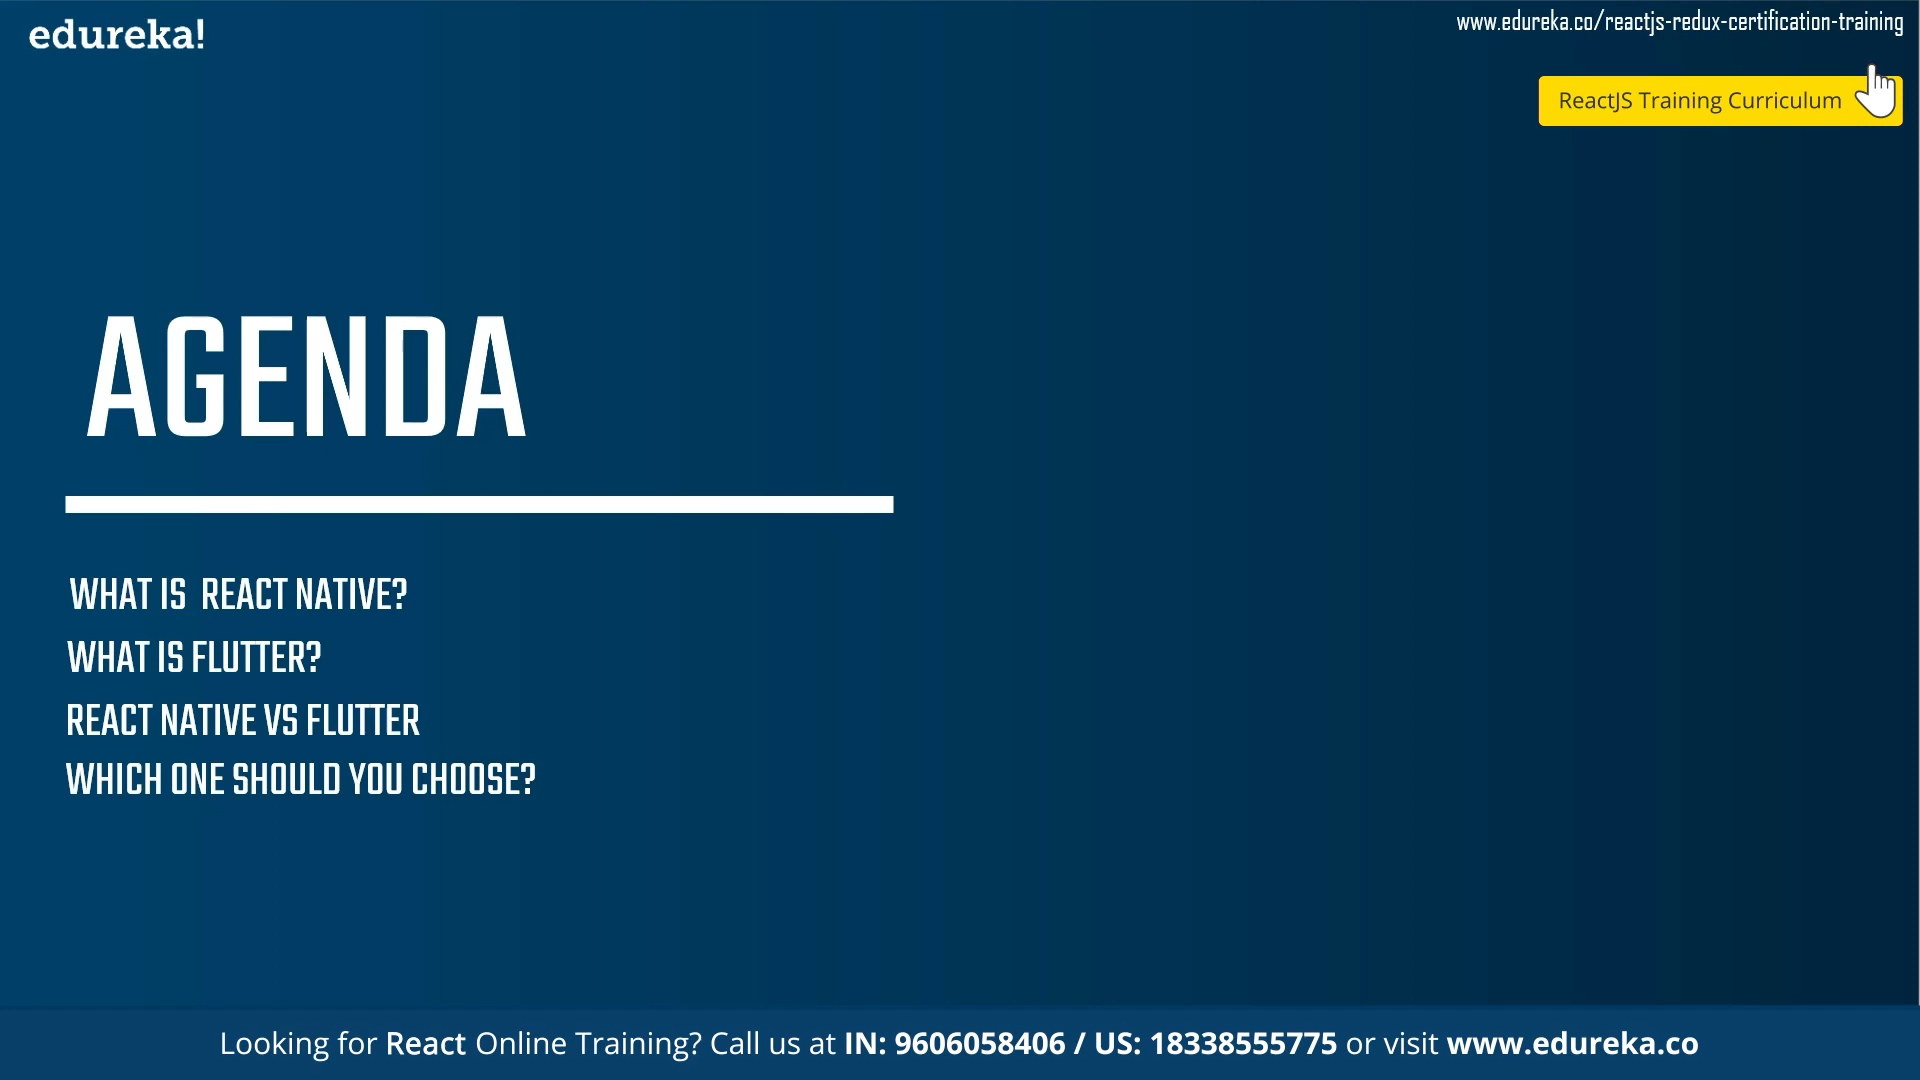 edureka!
www.edureka.co/reactjs-redux-certification-training
ReactJS Training Curriculum
AGENDA
WHAT IS REACT NATIVE?
WHAT IS FLUTTER?
REACT NATIVE VS FLUTTER
WHICH ONE SHOULD YOU CHOOSE?
Looking for React Online Training? Call us at IN: 9606058406 / US: 18338555775 or visit www.edureka.co